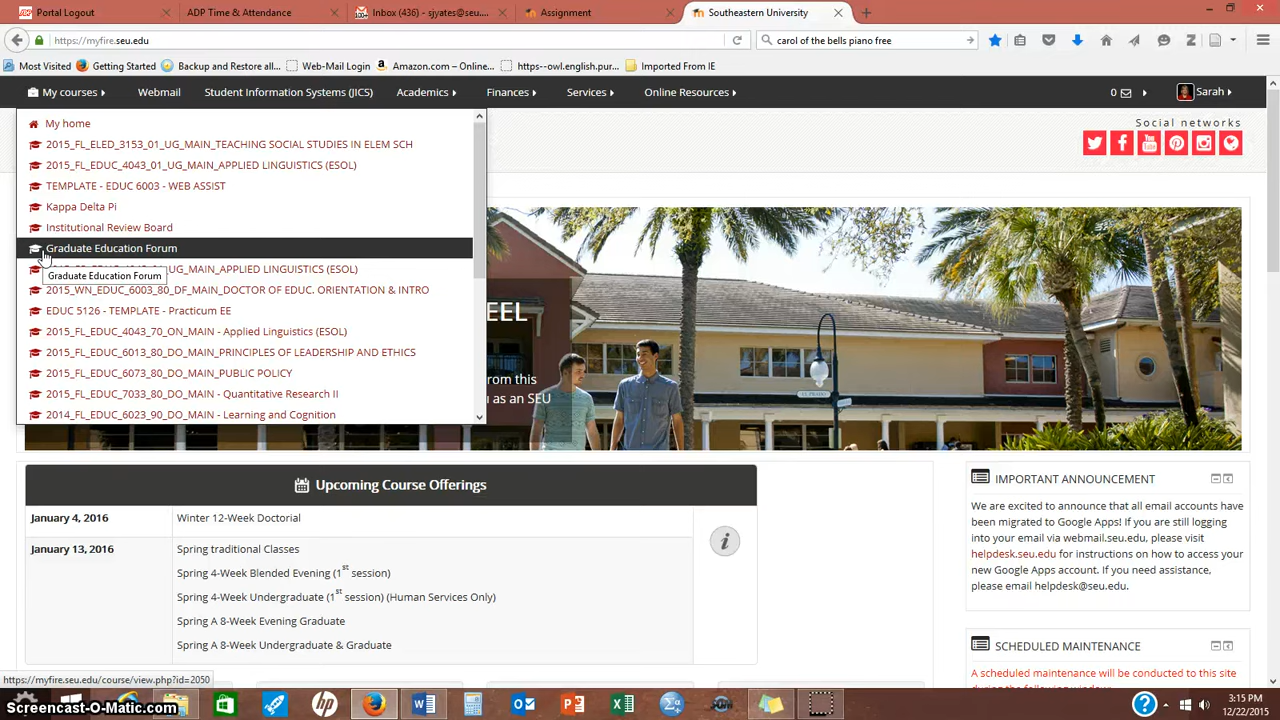 Portal Logout
ADP Time & Attendance
Inbox (436) - sjyates@seu....
Assignment
Southeastern University
https://myfire.seu.edu
carol of the bells piano free
Most Visited
Getting Started
Backup and Restore all...
Web-Mail Login
Amazon.com – Online...
https--owl.english.pur...
Imported From IE
My courses
Webmail
Student Information Systems (JICS)
Academics
Finances
Services
Online Resources
0
Sarah
Social networks
My home
2015_FL_ELED_3153_01_UG_MAIN_TEACHING SOCIAL STUDIES IN ELEM SCH
2015_FL_EDUC_4043_01_UG_MAIN_APPLIED LINGUISTICS (ESOL)
TEMPLATE - EDUC 6003 - WEB ASSIST
Kappa Delta Pi
Institutional Review Board
Graduate Education Forum
UG_MAIN_APPLIED LINGUISTICS (ESOL)
Graduate Education Forum
2015_WN_EDUC_6003_80_DF_MAIN_DOCTOR OF EDUC. ORIENTATION & INTRO
EDUC 5126 - TEMPLATE - Practicum EE
2015_FL_EDUC_4043_70_ON_MAIN - Applied Linguistics (ESOL)
2015_FL_EDUC_6013_80_DO_MAIN_PRINCIPLES OF LEADERSHIP AND ETHICS
2015_FL_EDUC_6073_80_DO_MAIN_PUBLIC POLICY
2015_FL_EDUC_7033_80_DO_MAIN - Quantitative Research II
2014_FL_EDUC_6023_90_DO_MAIN - Learning and Cognition
EEL
from this
u as an SEU
Upcoming Course Offerings
January 4, 2016
Winter 12-Week Doctorial
January 13, 2016
Spring traditional Classes
Spring 4-Week Blended Evening (1st session)
Spring 4-Week Undergraduate (1st session) (Human Services Only)
Spring A 8-Week Evening Graduate
Spring A 8-Week Undergraduate & Graduate
IMPORTANT ANNOUNCEMENT
We are excited to announce that all email accounts
have been migrated to Google Apps! If you are still logging
into your email via webmail.seu.edu, please visit
helpdesk.seu.edu for instructions on how to access your
new Google Apps account. If you need assistance,
please email helpdesk@seu.edu.
SCHEDULED MAINTENANCE
A scheduled maintenance will be conducted to this site
during the following window:
https://myfire.seu.edu/course/view.php?id=2050
Screencast-O-Matic.com
3:15 PM
12/22/2015